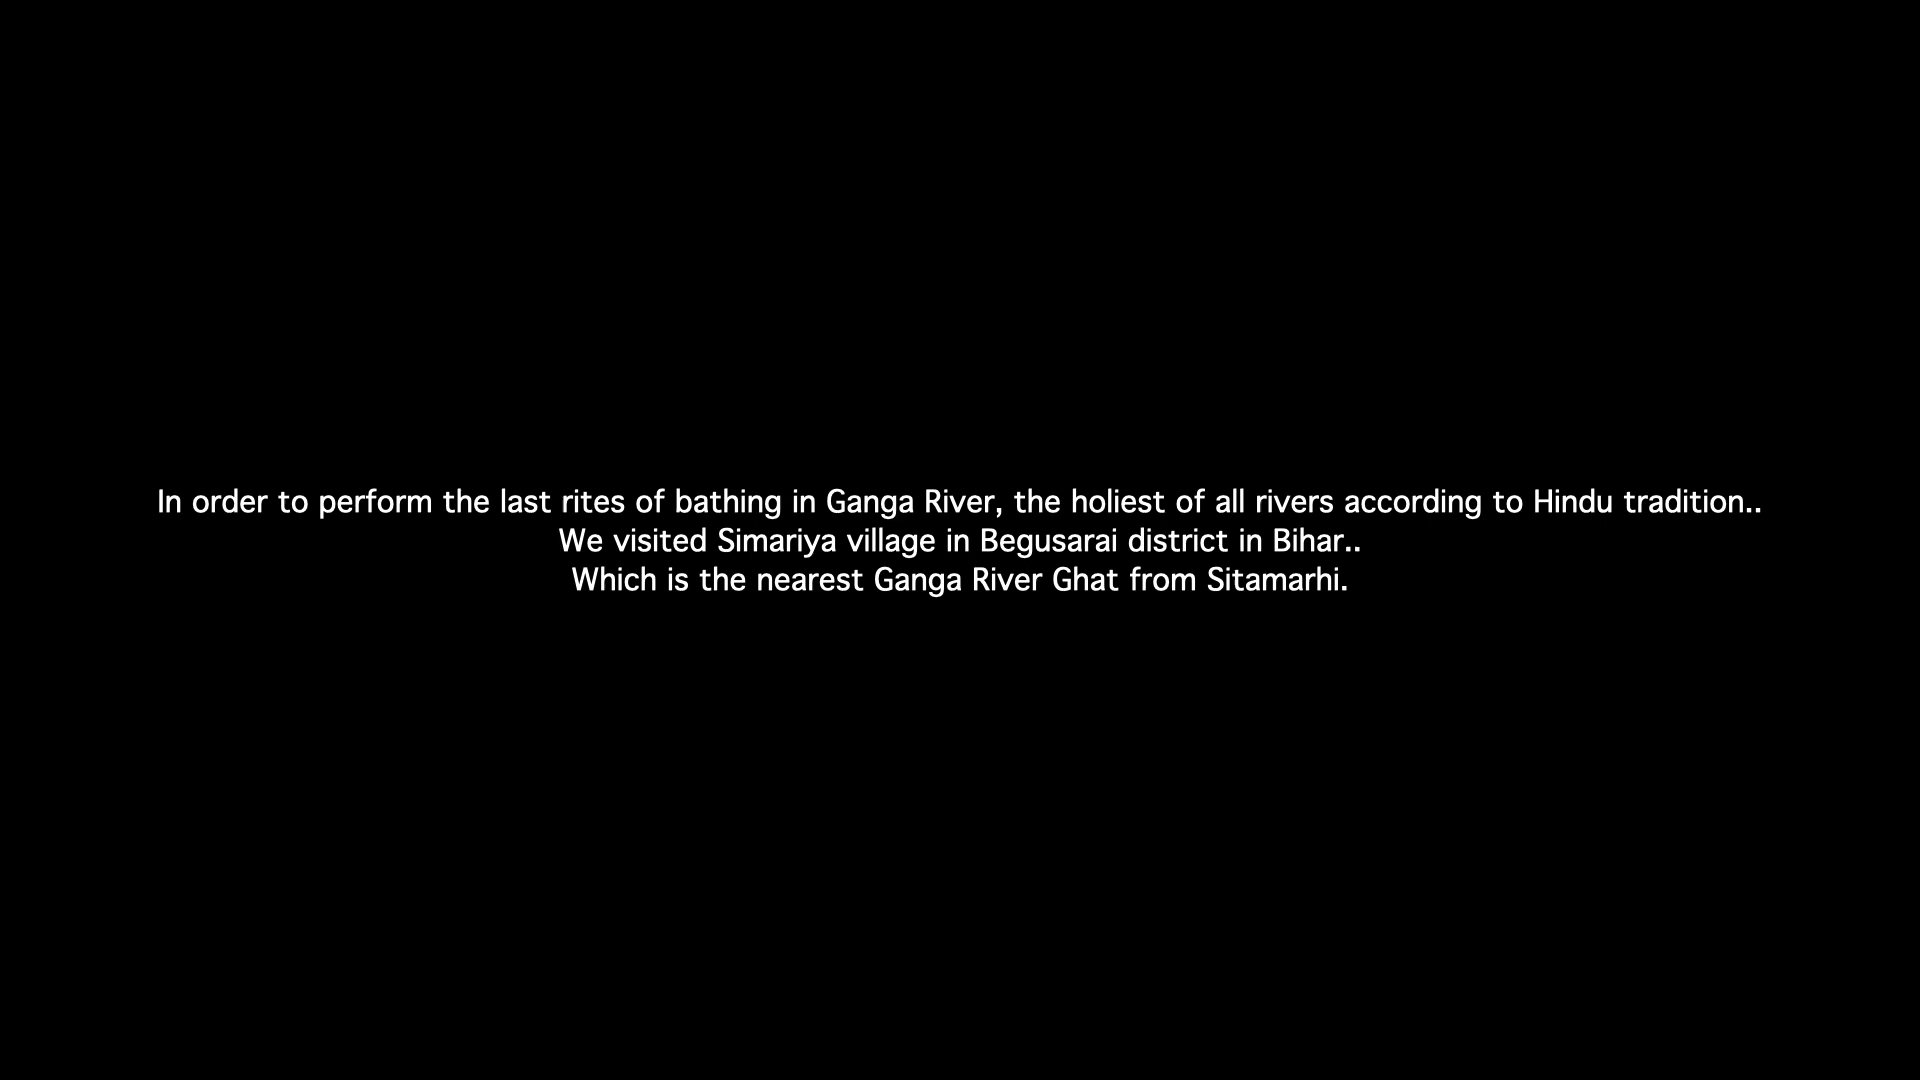 In order to perform the last rites of bathing in Ganga River, the holiest of all rivers according to Hindu tradition..
We visited Simariya village in Begusarai district in Bihar..
Which is the nearest Ganga River Ghat from Sitamarhi.